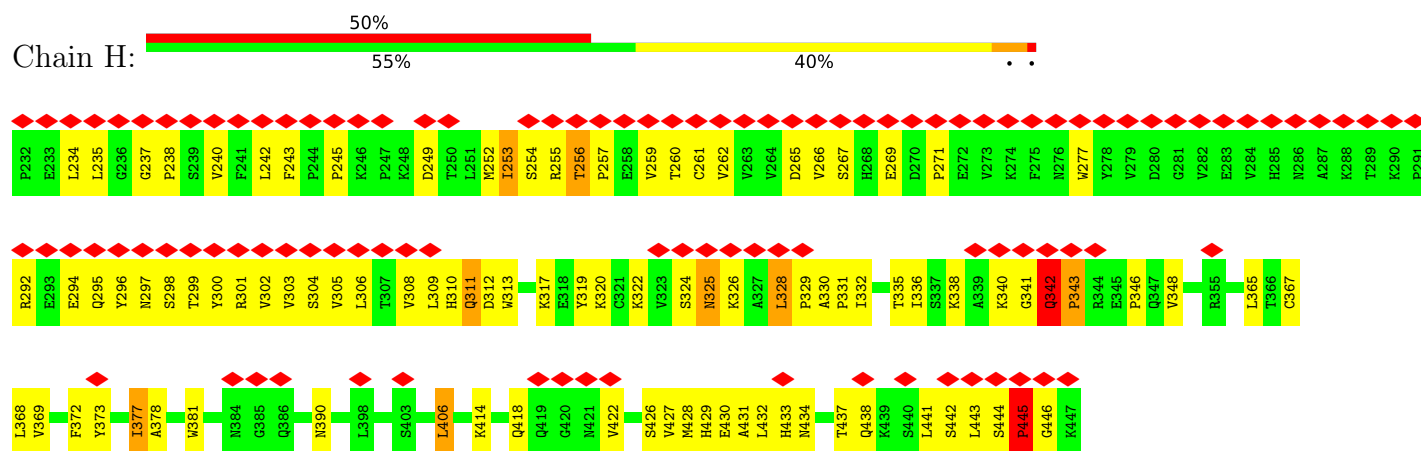 50%
Chain H:
55% 40% • •
P232 E233 L234 L235 G236 G237 P238 S239 V240 F241 L242 F243 P244 P245 K246 P247 K248 D249 T250 L251 M252 I253 S254 R255 T256 P257 E258 V259 T260 C261 V262 V263 V264 D265 V266 S267 H268 E269 D270 P271 E272 V273 K274 F275 N276 W277 Y278 V279 D280 G281 V282 E283 V284 H285 N286 A287 K288 T289 K290 P291
R292 E293 E294 Q295 Y296 N297 S298 T299 Y300 R301 V302 V303 S304 V305 L306 T307 V308 L309 H310 Q311 D312 W313 K317 E318 Y319 K320 C321 K322 V323 S324 N325 K326 A327 L328 P329 A330 P331 I332 T335 I336 S337 K338 A339 K340 G341 Q342 P343 R344 E345 P346 Q347 V348 R355 L365 T366 C367
L368 V369 F372 Y373 I377 A378 W381 N384 G385 Q386 N390 L398 S403 L406 K414 Q418 Q419 G420 N421 V422 S426 V427 M428 H429 E430 A431 L432 H433 N434 T437 Q438 K439 S440 L441 S442 L443 S444 P445 G446 K447